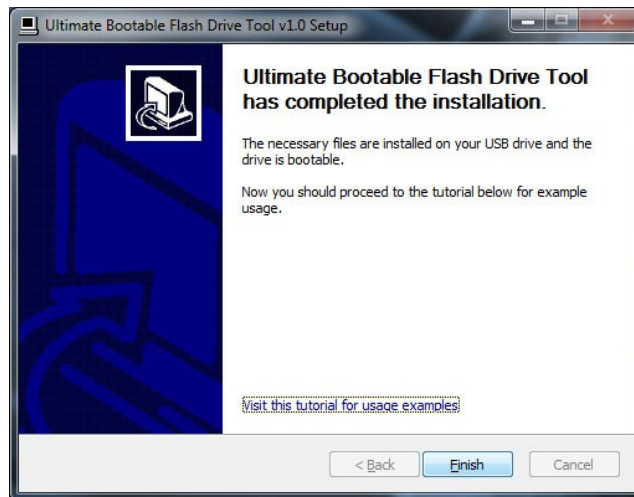 Ultimate Bootable Flash Drive Tool v1.0 Setup
Ultimate Bootable Flash Drive Tool
has completed the installation.
The necessary files are installed on your USB drive and the
drive is bootable.
Now you should proceed to the tutorial below for example
usage.
Visit this tutorial for usage examples
< Back
Finish
Cancel